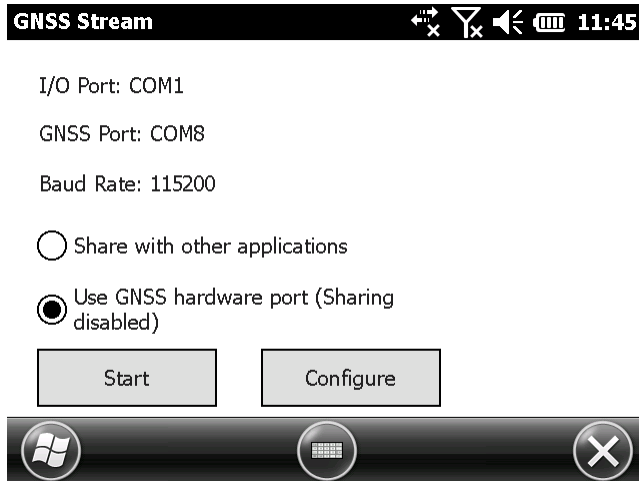 GNSS Stream 11:45
I/O Port: COM1
GNSS Port: COM8
Baud Rate: 115200
Share with other applications
Use GNSS hardware port (Sharing
disabled)
Start Configure